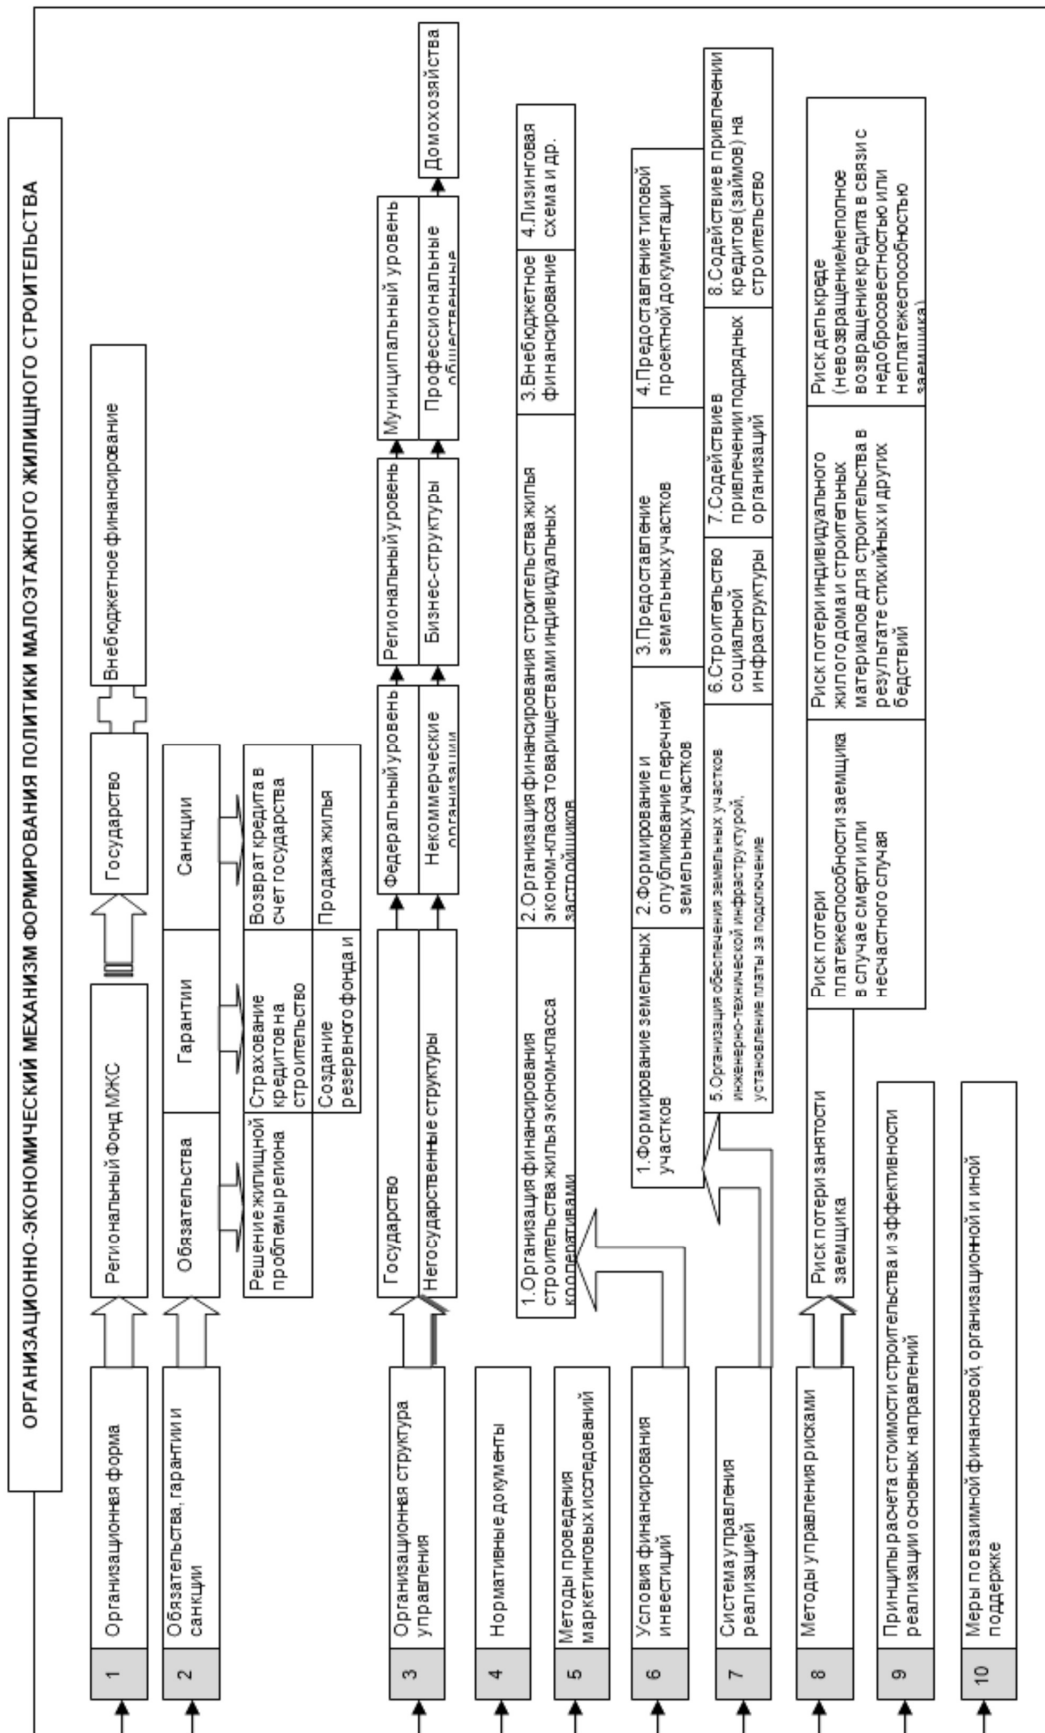 ОРГАНИЗАЦИОННО-ЭКОНОМИЧЕСКИЙ МЕХАНИЗМ ФОРМИРОВАНИЯ ПОЛИТИКИ МАЛОЭТАЖНОГО ЖИЛИЩНОГО СТРОИТЕЛЬСТВА
1
Организационная форма
Региональный Фонд МЖС
Государство
Внебюджетное финансирование
2
Обязательства, гарантии и
санкции
Обязательства
Гарантии
Санкции
Решение жилищной
проблемы региона
Страхование
кредитов на
строительство
Возврат кредита в
счет государства
Создание
резервного фонда и
Продажа жилья
3
Организационная структура
управления
Государство
Федеральный уровень
Региональный уровень
Муниципальный уровень
Негосударственные структуры
Некоммерческие
организации
Бизнес-структуры
Профессиональные
общественные
Домохозяйства
4
Нормативные документы
5
Методы проведения
маркетинговых исследований
1.Организация финансирования
строительства жилья эконом-класса
кооперативами
2.Организация финансирования строительства жилья
эконом-класса товариществами индивидуальных
застройщиков
3.Внебюджетное
финансирование
4.Лизинговая
схема и др.
6
Условия финансирования
инвестиций
1.Формирование земельных
участков
2.Формирование и
опубликование перечней
земельных участков
3.Предоставление
земельных участков
4.Предоставление типовой
проектной документации
7
Система управления
реализацией
5.Организация обеспечения земельных участков
инженерно-технической инфраструктурой,
установление платы за подключение
6.Строительство
социальной
инфраструктуры
7.Содействие в
привлечении подрядных
организаций
8.Содействие в привлечении
кредитов (займов) на
строительство
8
Методы управления рисками
Риск потери занятости
заемщика
Риск потери
платежеспособности заемщика
в случае смерти или
несчастного случая
Риск потери индивидуального
жилого дома и строительных
материалов для строительства в
результате стихийных и других
бедствий
Риск делькреде
(невозвращение/неполное
возвращение кредита в связи с
недобросовестностью или
неплатежеспособностью
заемщика)
9
Принципы расчета стоимости строительства и эффективности
реализации основных направлений
10
Меры по взаимной финансовой, организационной и иной
поддержке